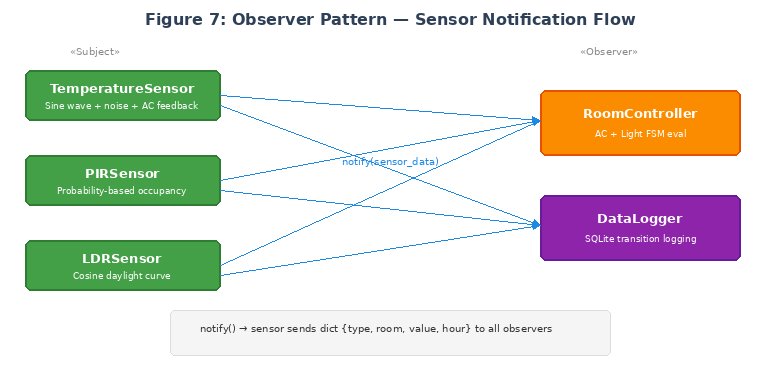 Figure 7: Observer Pattern — Sensor Notification Flow
«Subject»
«Observer»
TemperatureSensor
Sine wave + noise + AC feedback
RoomController
AC + Light FSM eval
notify(sensor_data)
PIRSensor
Probability-based occupancy
DataLogger
SQLite transition logging
LDRSensor
Cosine daylight curve
notify() → sensor sends dict {type, room, value, hour} to all observers